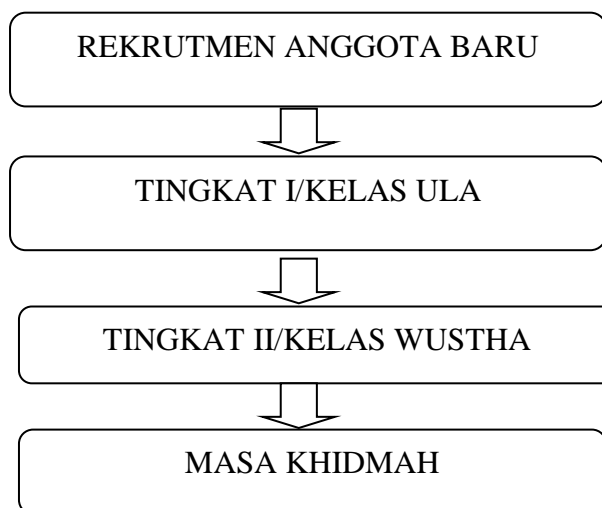 REKRUTMEN ANGGOTA BARU
TINGKAT I/KELAS ULA
TINGKAT II/KELAS WUSTHA
MASA KHIDMAH